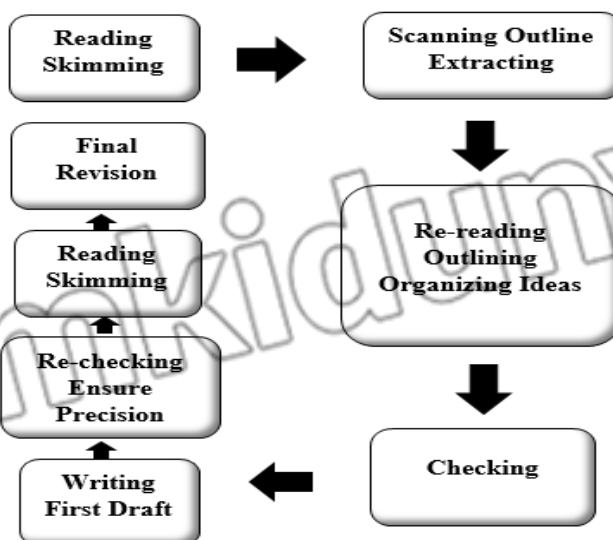 Reading
Skimming
Scanning Outline
Extracting
Re-reading
Outlining
Organizing Ideas
Checking
Writing
First Draft
Re-checking
Ensure
Precision
Reading
Skimming
Final
Revision